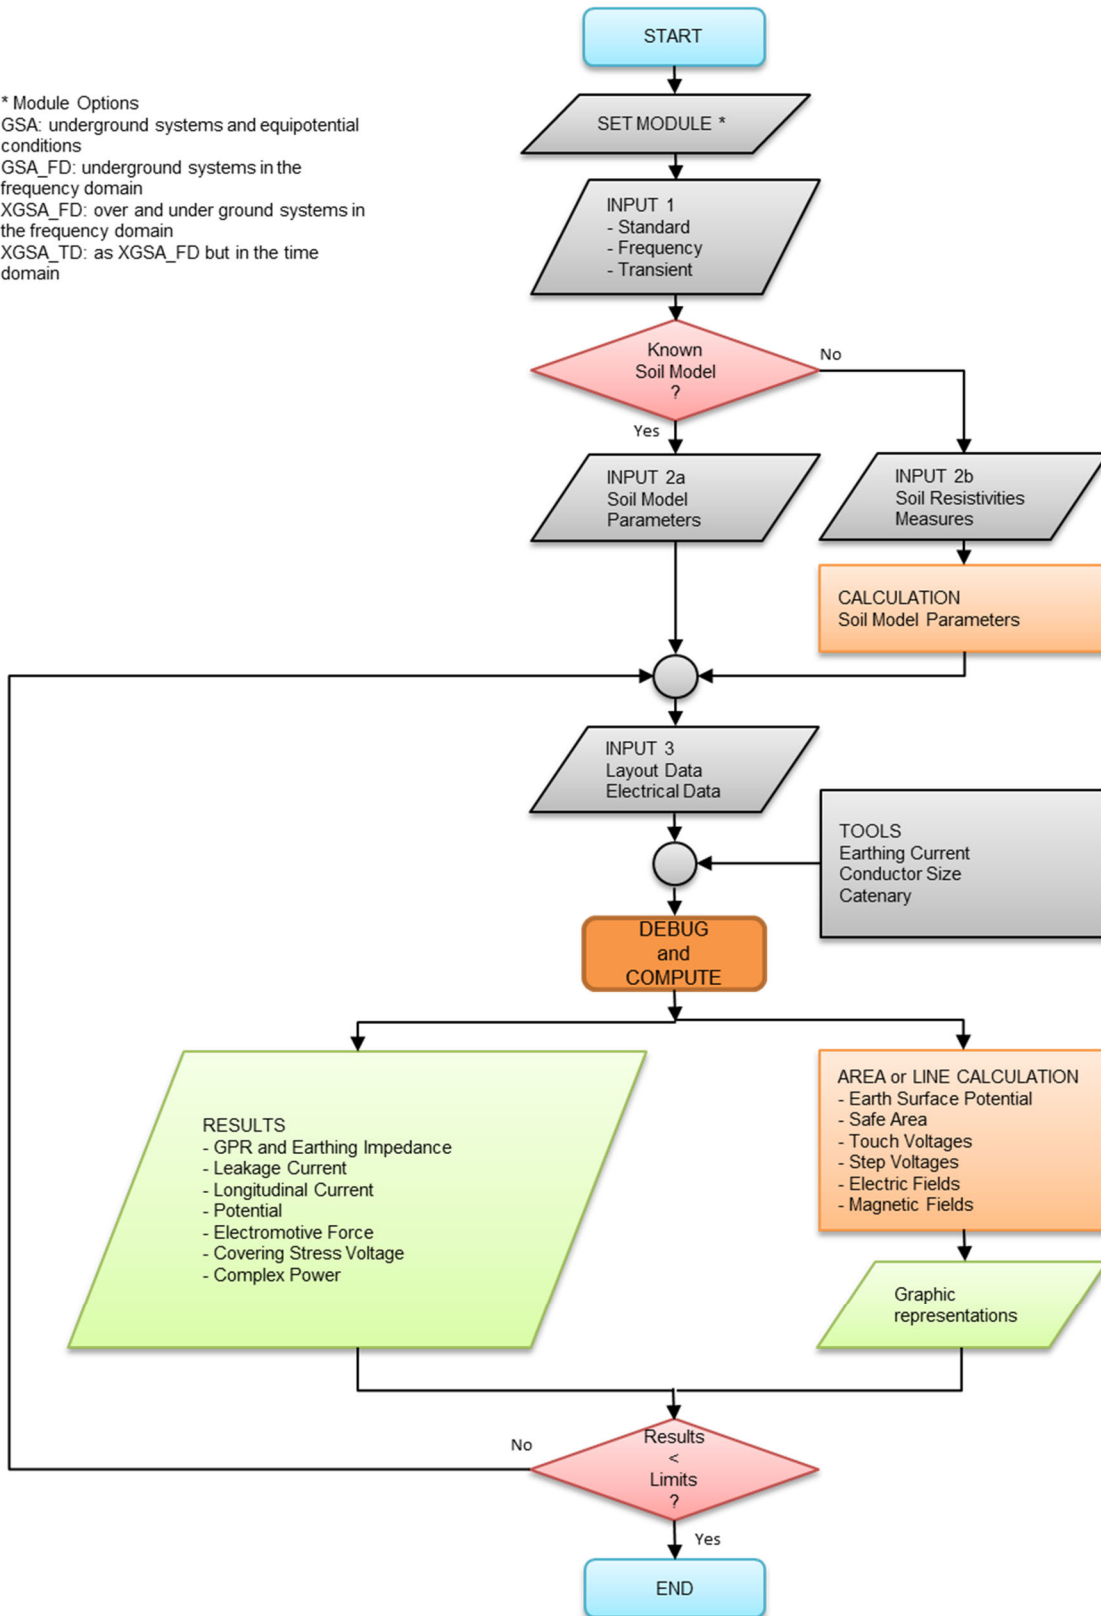 START
* Module Options
GSA: underground systems and equipotential
conditions
GSA_FD: underground systems in the
frequency domain
XGSA_FD: over and under ground systems in
the frequency domain
XGSA_TD: as XGSA_FD but in the time
domain
SET MODULE *
INPUT 1
- Standard
- Frequency
- Transient
Known
Soil Model
?
No
Yes
INPUT 2a
Soil Model
Parameters
INPUT 2b
Soil Resistivities
Measures
CALCULATION
Soil Model Parameters
INPUT 3
Layout Data
Electrical Data
TOOLS
Earthing Current
Conductor Size
Catenary
DEBUG
and
COMPUTE
RESULTS
- GPR and Earthing Impedance
- Leakage Current
- Longitudinal Current
- Potential
- Electromotive Force
- Covering Stress Voltage
- Complex Power
AREA or LINE CALCULATION
- Earth Surface Potential
- Safe Area
- Touch Voltages
- Step Voltages
- Electric Fields
- Magnetic Fields
Graphic
representations
Results
<
Limits
?
No
Yes
END